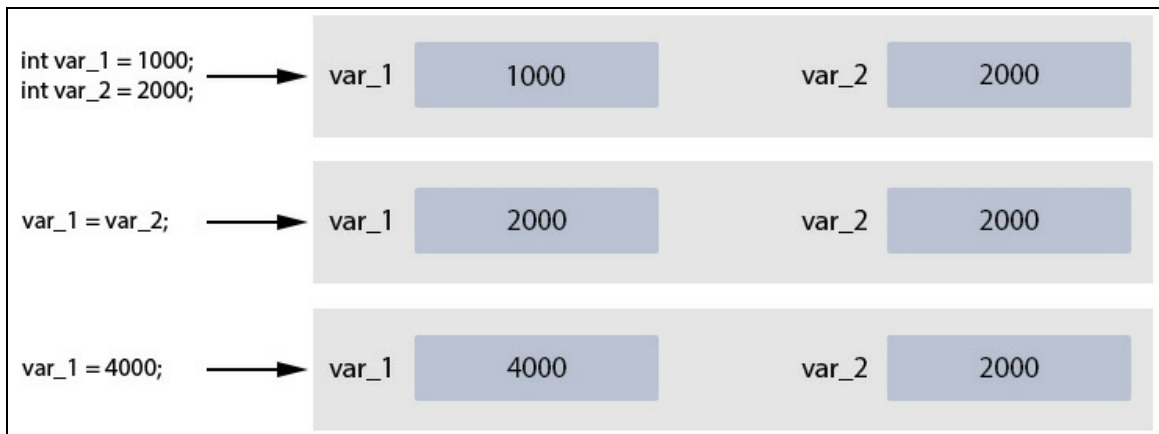 int var_1 = 1000;
int var_2 = 2000;
var_1 1000 var_2 2000
var_1 = var_2;
var_1 2000 var_2 2000
var_1 = 4000;
var_1 4000 var_2 2000